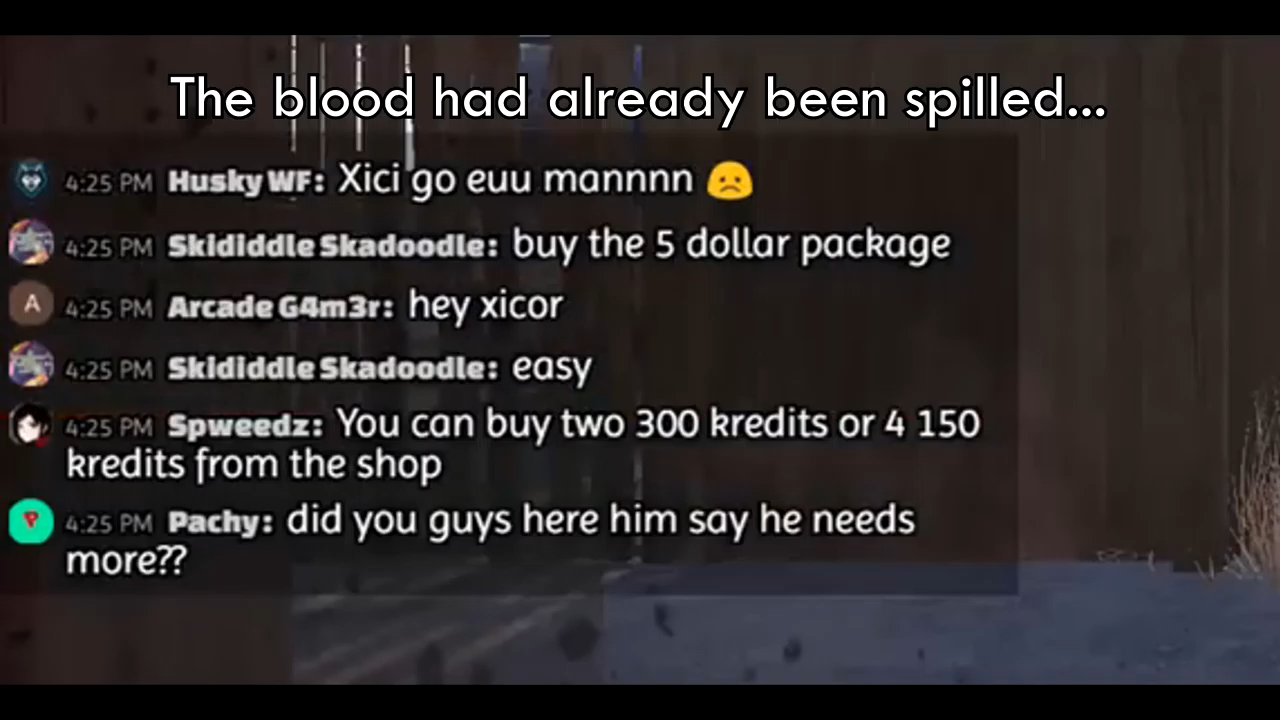 The blood had already been spilled...
4:25 PM Husky WF: Xici go euu mannnn ☹️
4:25 PM Skididdle Skadoodle: buy the 5 dollar package
A 4:25 PM Arcade G4m3r: hey xicor
4:25 PM Skididdle Skadoodle: easy
4:25 PM Spweedz: You can buy two 300 kredits or 4 150
kredits from the shop
P 4:25 PM Pachy: did you guys here him say he needs
more??